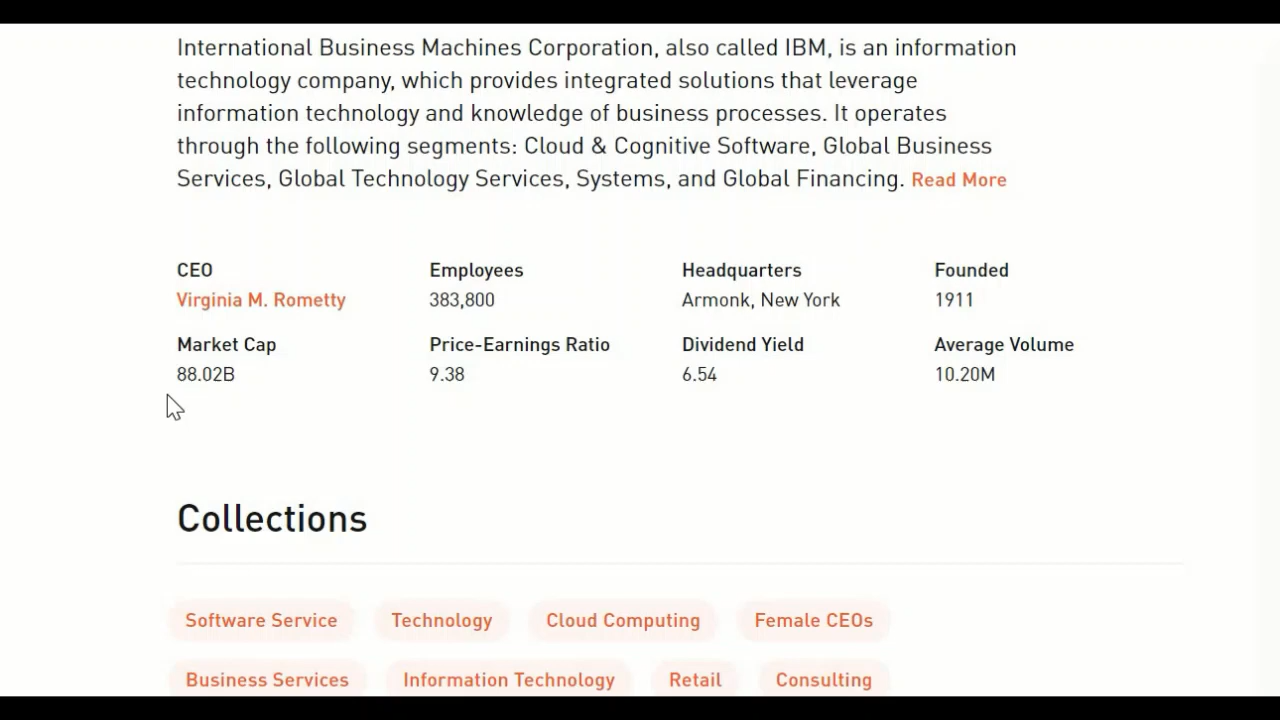 International Business Machines Corporation, also called IBM, is an information
technology company, which provides integrated solutions that leverage
information technology and knowledge of business processes. It operates
through the following segments: Cloud & Cognitive Software, Global Business
Services, Global Technology Services, Systems, and Global Financing. Read More
CEO Employees Headquarters Founded
Virginia M. Rometty 383,800 Armonk, New York 1911
Market Cap Price-Earnings Ratio Dividend Yield Average Volume
88.02B 9.38 6.54 10.20M
Collections
Software Service Technology Cloud Computing Female CEOs
Business Services Information Technology Retail Consulting